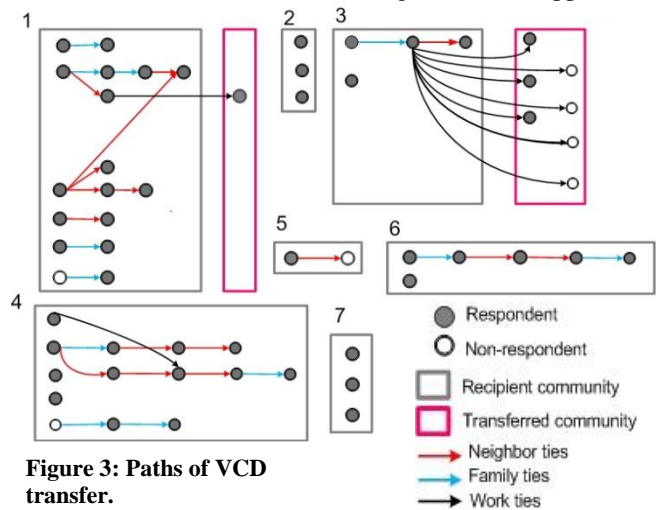 1
2
3
4
5
6
7
Respondent
Non-respondent
Recipient community
Transferred community
Neighbor ties
Family ties
Work ties
Figure 3: Paths of VCD
transfer.